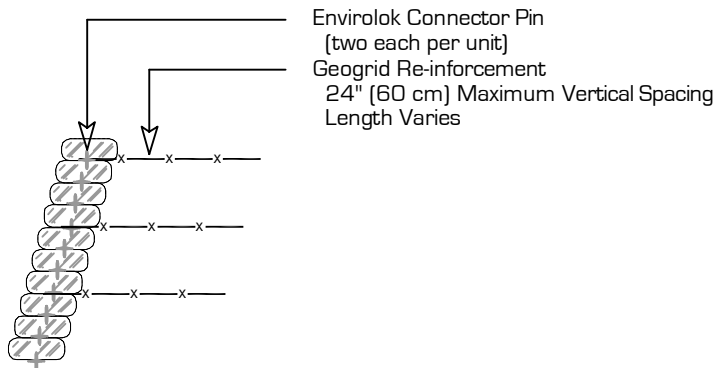 Envirolok Connector Pin
(two each per unit)
Geogrid Re-inforcement
24" (60 cm) Maximum Vertical Spacing
Length Varies
x x x
x x x
x x x